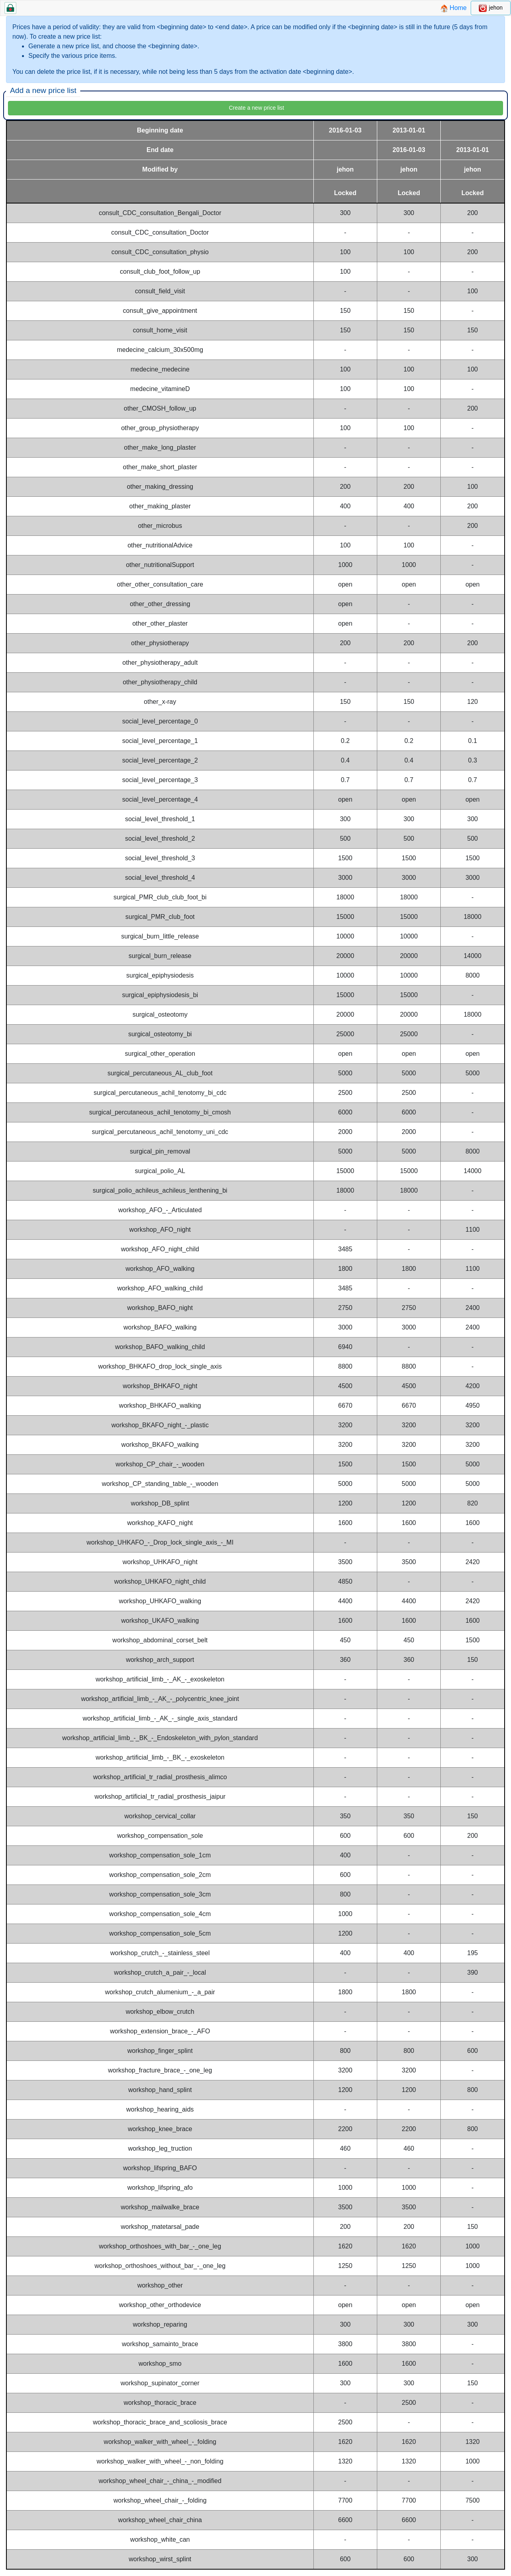 Home jehon
Prices have a period of validity: they are valid from <beginning date> to <end date>. A price can be modified only if the <beginning date> is still in the future (5 days from
now). To create a new price list:
• Generate a new price list, and choose the <beginning date>.
• Specify the various price items.
You can delete the price list, if it is necessary, while not being less than 5 days from the activation date <beginning date>.
Add a new price list
Create a new price list
Beginning date 2016-01-03 2013-01-01
End date 2016-01-03 2013-01-01
Modified by jehon jehon jehon
Locked Locked Locked
consult_CDC_consultation_Bengali_Doctor 300 300 200
consult_CDC_consultation_Doctor - - -
consult_CDC_consultation_physio 100 100 200
consult_club_foot_follow_up 100 - -
consult_field_visit - - 100
consult_give_appointment 150 150 -
consult_home_visit 150 150 150
medecine_calcium_30x500mg - - -
medecine_medecine 100 100 100
medecine_vitamineD 100 100 -
other_CMOSH_follow_up - - 200
other_group_physiotherapy 100 100 -
other_make_long_plaster - - -
other_make_short_plaster - - -
other_making_dressing 200 200 100
other_making_plaster 400 400 200
other_microbus - - 200
other_nutritionalAdvice 100 100 -
other_nutritionalSupport 1000 1000 -
other_other_consultation_care open open open
other_other_dressing open - -
other_other_plaster open - -
other_physiotherapy 200 200 200
other_physiotherapy_adult - - -
other_physiotherapy_child - - -
other_x-ray 150 150 120
social_level_percentage_0 - - -
social_level_percentage_1 0.2 0.2 0.1
social_level_percentage_2 0.4 0.4 0.3
social_level_percentage_3 0.7 0.7 0.7
social_level_percentage_4 open open open
social_level_threshold_1 300 300 300
social_level_threshold_2 500 500 500
social_level_threshold_3 1500 1500 1500
social_level_threshold_4 3000 3000 3000
surgical_PMR_club_club_foot_bi 18000 18000 -
surgical_PMR_club_foot 15000 15000 18000
surgical_burn_little_release 10000 10000 -
surgical_burn_release 20000 20000 14000
surgical_epiphysiodesis 10000 10000 8000
surgical_epiphysiodesis_bi 15000 15000 -
surgical_osteotomy 20000 20000 18000
surgical_osteotomy_bi 25000 25000 -
surgical_other_operation open open open
surgical_percutaneous_AL_club_foot 5000 5000 5000
surgical_percutaneous_achil_tenotomy_bi_cdc 2500 2500 -
surgical_percutaneous_achil_tenotomy_bi_cmosh 6000 6000 -
surgical_percutaneous_achil_tenotomy_uni_cdc 2000 2000 -
surgical_pin_removal 5000 5000 8000
surgical_polio_AL 15000 15000 14000
surgical_polio_achileus_achileus_lenthening_bi 18000 18000 -
workshop_AFO_-_Articulated - - -
workshop_AFO_night - - 1100
workshop_AFO_night_child 3485 - -
workshop_AFO_walking 1800 1800 1100
workshop_AFO_walking_child 3485 - -
workshop_BAFO_night 2750 2750 2400
workshop_BAFO_walking 3000 3000 2400
workshop_BAFO_walking_child 6940 - -
workshop_BHKAFO_drop_lock_single_axis 8800 8800 -
workshop_BHKAFO_night 4500 4500 4200
workshop_BHKAFO_walking 6670 6670 4950
workshop_BKAFO_night_-_plastic 3200 3200 3200
workshop_BKAFO_walking 3200 3200 3200
workshop_CP_chair_-_wooden 1500 1500 5000
workshop_CP_standing_table_-_wooden 5000 5000 5000
workshop_DB_splint 1200 1200 820
workshop_KAFO_night 1600 1600 1600
workshop_UHKAFO_-_Drop_lock_single_axis_-_MI - - -
workshop_UHKAFO_night 3500 3500 2420
workshop_UHKAFO_night_child 4850 - -
workshop_UHKAFO_walking 4400 4400 2420
workshop_UKAFO_walking 1600 1600 1600
workshop_abdominal_corset_belt 450 450 1500
workshop_arch_support 360 360 150
workshop_artificial_limb_-_AK_-_exoskeleton - - -
workshop_artificial_limb_-_AK_-_polycentric_knee_joint - - -
workshop_artificial_limb_-_AK_-_single_axis_standard - - -
workshop_artificial_limb_-_BK_-_Endoskeleton_with_pylon_standard - - -
workshop_artificial_limb_-_BK_-_exoskeleton - - -
workshop_artificial_tr_radial_prosthesis_alimco - - -
workshop_artificial_tr_radial_prosthesis_jaipur - - -
workshop_cervical_collar 350 350 150
workshop_compensation_sole 600 600 200
workshop_compensation_sole_1cm 400 - -
workshop_compensation_sole_2cm 600 - -
workshop_compensation_sole_3cm 800 - -
workshop_compensation_sole_4cm 1000 - -
workshop_compensation_sole_5cm 1200 - -
workshop_crutch_-_stainless_steel 400 400 195
workshop_crutch_a_pair_-_local - - 390
workshop_crutch_alumenium_-_a_pair 1800 1800 -
workshop_elbow_crutch - - -
workshop_extension_brace_-_AFO - - -
workshop_finger_splint 800 800 600
workshop_fracture_brace_-_one_leg 3200 3200 -
workshop_hand_splint 1200 1200 800
workshop_hearing_aids - - -
workshop_knee_brace 2200 2200 800
workshop_leg_truction 460 460 -
workshop_lifspring_BAFO - - -
workshop_lifspring_afo 1000 1000 -
workshop_mailwalke_brace 3500 3500 -
workshop_matetarsal_pade 200 200 150
workshop_orthoshoes_with_bar_-_one_leg 1620 1620 1000
workshop_orthoshoes_without_bar_-_one_leg 1250 1250 1000
workshop_other - - -
workshop_other_orthodevice open open open
workshop_reparing 300 300 300
workshop_samainto_brace 3800 3800 -
workshop_smo 1600 1600 -
workshop_supinator_corner 300 300 150
workshop_thoracic_brace - 2500 -
workshop_thoracic_brace_and_scoliosis_brace 2500 - -
workshop_walker_with_wheel_-_folding 1620 1620 1320
workshop_walker_with_wheel_-_non_folding 1320 1320 1000
workshop_wheel_chair_-_china_-_modified - - -
workshop_wheel_chair_-_folding 7700 7700 7500
workshop_wheel_chair_china 6600 6600 -
workshop_white_can - - -
workshop_wirst_splint 600 600 300